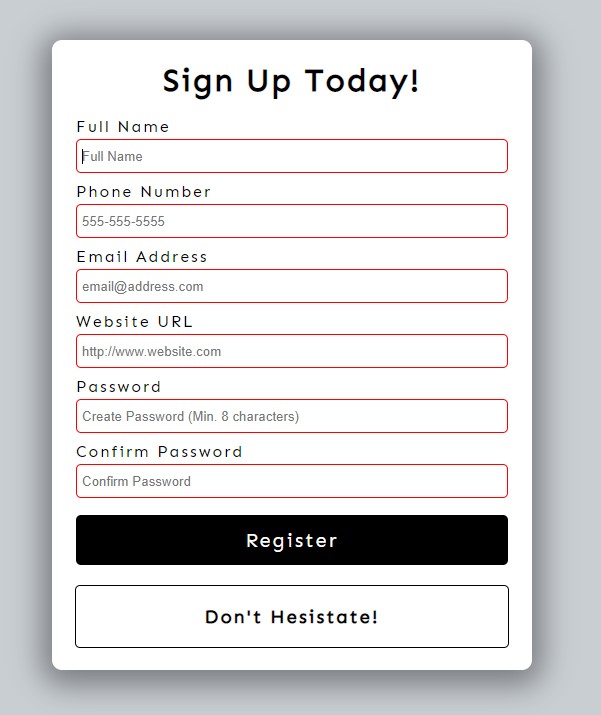 Sign Up Today!
Full Name
Full Name
Phone Number
555-555-5555
Email Address
email@address.com
Website URL
http://www.website.com
Password
Create Password (Min. 8 characters)
Confirm Password
Confirm Password
Register
Don't Hesistate!